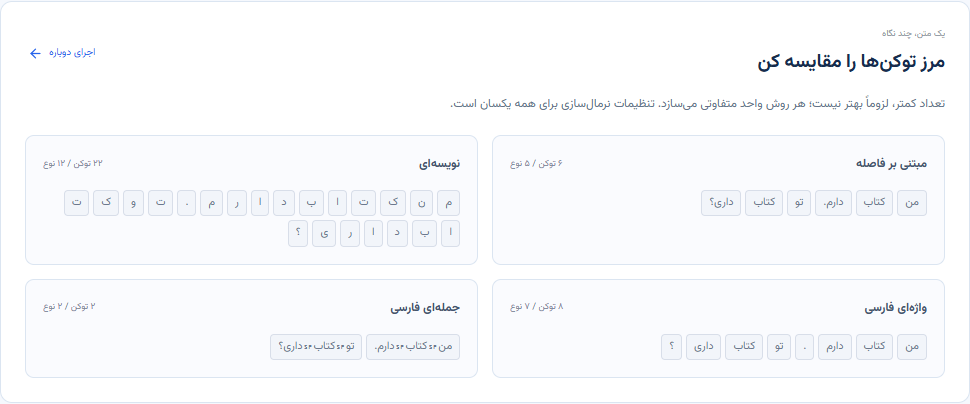 یک متن، چند نگاه
مرز توکن‌ها را مقایسه کن
اجرای دوباره ←
تعداد کمتر، لزوماً بهتر نیست؛ هر روش واحد متفاوتی می‌سازد. تنظیمات نرمال‌سازی برای همه یکسان است.
مبتنی بر فاصله
۶ توکن / ۵ نوع
من کتاب دارم. تو کتاب داری؟
نویسه‌ای
۲۲ توکن / ۱۲ نوع
م ن ک ت ا ب د ا ر م . ت و ک ت
ا ب د ا ر ی ؟
واژه‌ای فارسی
۸ توکن / ۷ نوع
من کتاب دارم . تو کتاب داری ؟
جمله‌ای فارسی
۲ توکن / ۲ نوع
من کتاب دارم. تو کتاب داری؟